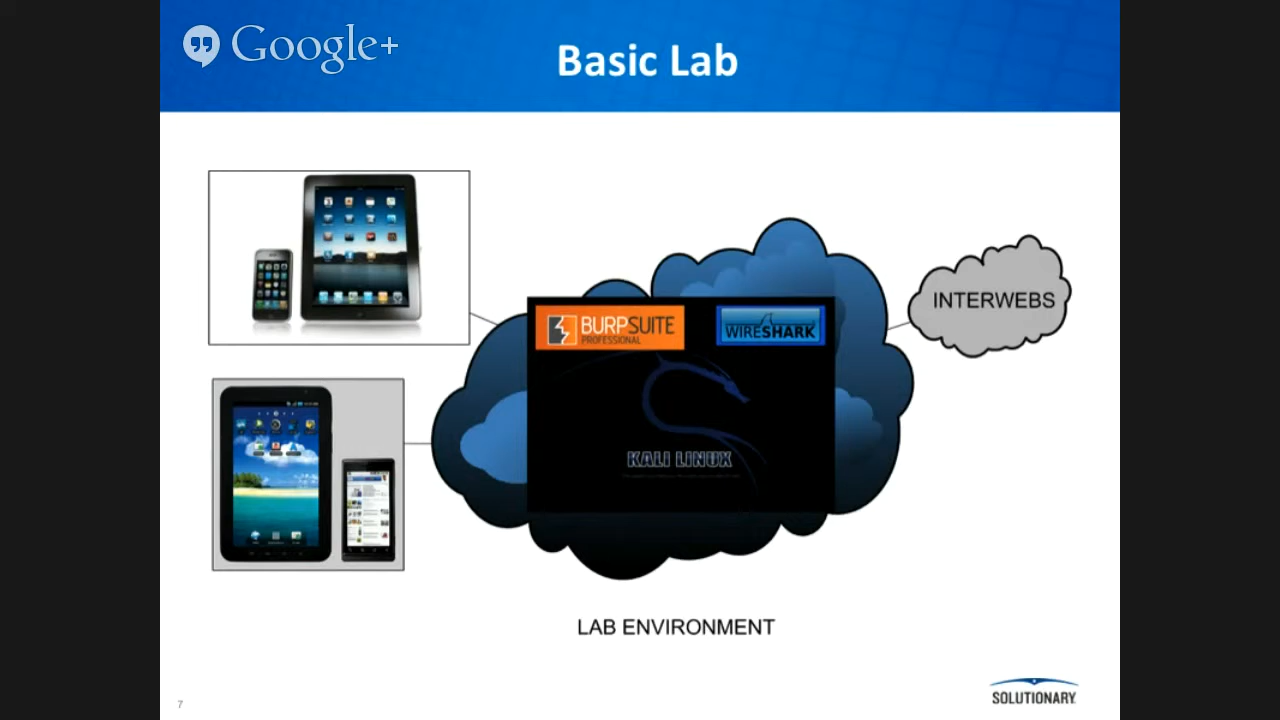 Google+
Basic Lab
BURPSUITE
PROFESSIONAL
WIRESHARK
INTERWEBS
KALI LINUX
LAB ENVIRONMENT
SOLUTIONARY
7